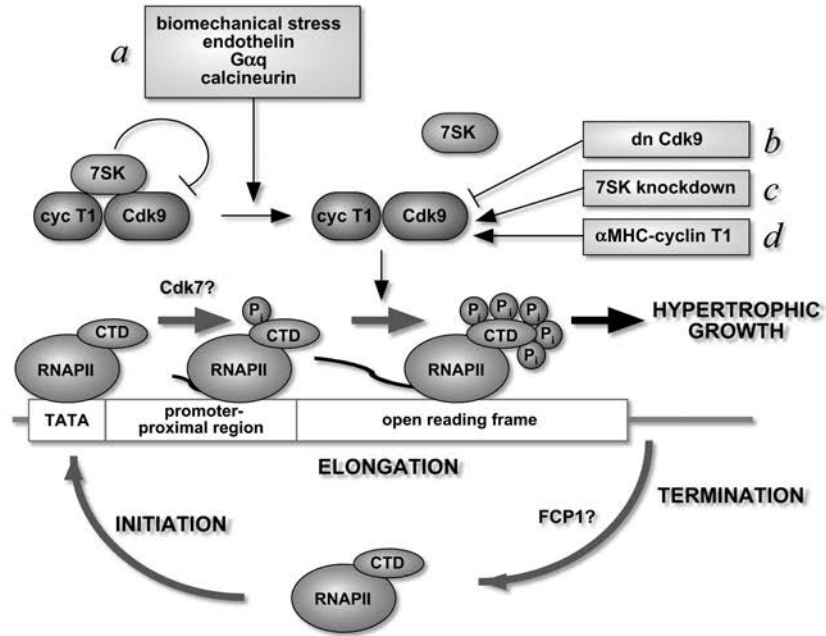 a
biomechanical stress
endothelin
Gαq
calcineurin
7SK
cyc T1
Cdk9
7SK
cyc T1
Cdk9
dn Cdk9
b
7SK knockdown
c
αMHC-cyclin T1
d
Cdk7?
CTD
RNAPII
Pi
CTD
RNAPII
Pi
Pi
Pi
Pi
Pi
Pi
CTD
RNAPII
HYPERTROPHIC
GROWTH
TATA
promoter-
proximal region
open reading frame
ELONGATION
INITIATION
TERMINATION
FCP1?
CTD
RNAPII